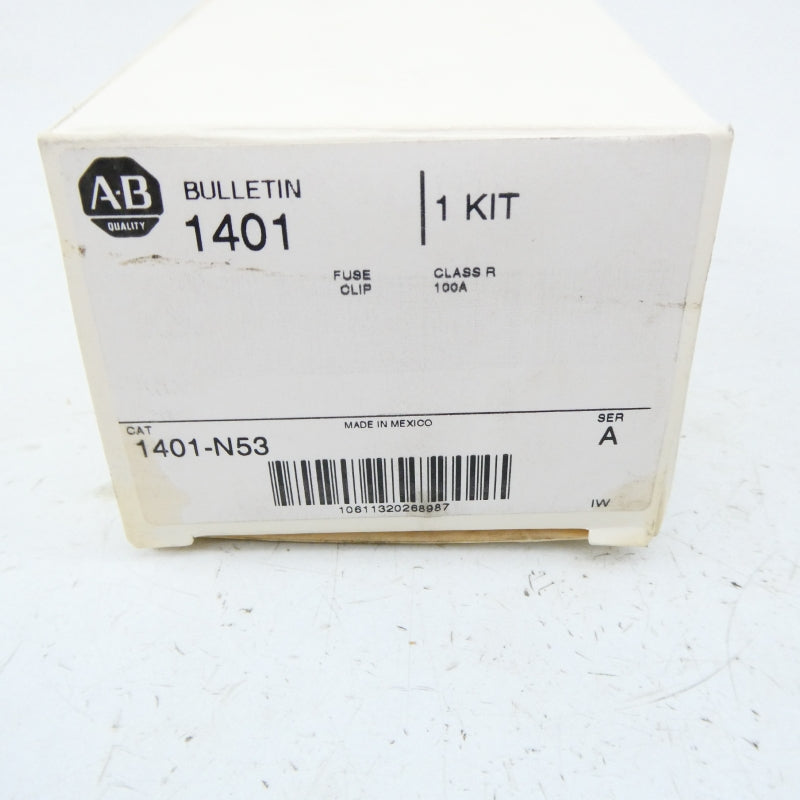 A·B
QUALITY
BULLETIN
1401
1 KIT
FUSE
CLIP
CLASS R
100A
CAT
1401-N53
MADE IN MEXICO
SER
A
10611320268987
IW